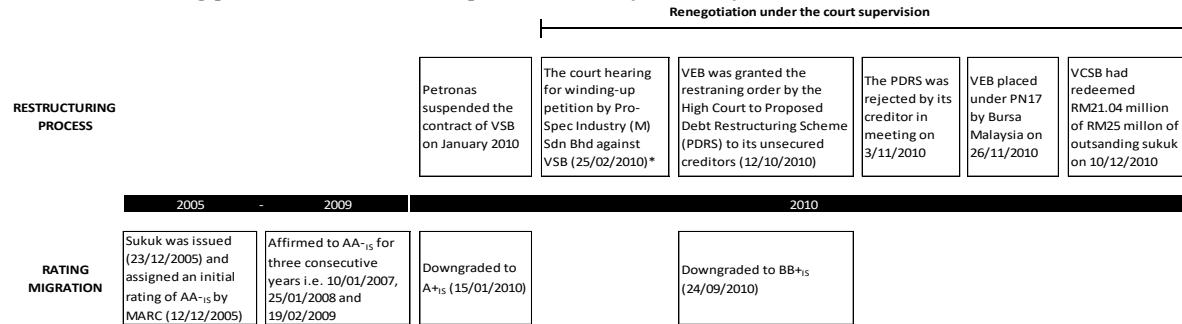 Renegotiation under the court supervision
RESTRUCTURING
PROCESS
Petronas
suspended the
contract of VSB
on January 2010
The court hearing
for winding-up
petition by Pro-
Spec Industry (M)
Sdn Bhd against
VSB (25/02/2010)*
VEB was granted the
restraning order by the
High Court to Proposed
Debt Restructuring Scheme
(PDRS) to its unsecured
creditors (12/10/2010)
The PDRS was
rejected by its
creditor in
meeting on
3/11/2010
VEB placed
under PN17
by Bursa
Malaysia on
26/11/2010
VCSB had
redeemed
RM21.04 million
of RM25 millon of
outsanding sukuk
on 10/12/2010
2005 - 2009 2010
RATING
MIGRATION
Sukuk was issued
(23/12/2005) and
assigned an initial
rating of AA-IS by
MARC (12/12/2005)
Affirmed to AA-IS for
three consecutive
years i.e. 10/01/2007,
25/01/2008 and
19/02/2009
Downgraded to
A+IS (15/01/2010)
Downgraded to BB+IS
(24/09/2010)